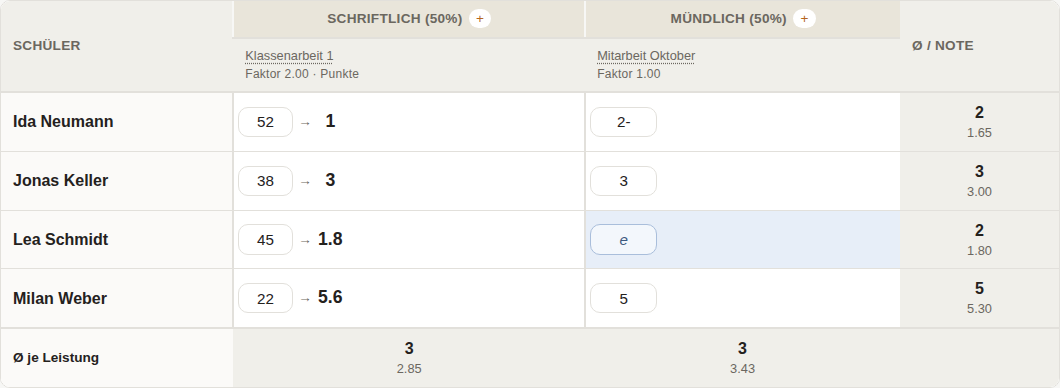 SCHÜLER
SCHRIFTLICH (50%) +
MÜNDLICH (50%) +
Ø / NOTE
Klassenarbeit 1
Faktor 2.00 · Punkte
Mitarbeit Oktober
Faktor 1.00
Ida Neumann 52 → 1 2- 2
1.65
Jonas Keller 38 → 3 3 3
3.00
Lea Schmidt 45 → 1.8 e 2
1.80
Milan Weber 22 → 5.6 5 5
5.30
Ø je Leistung 3 3
2.85 3.43